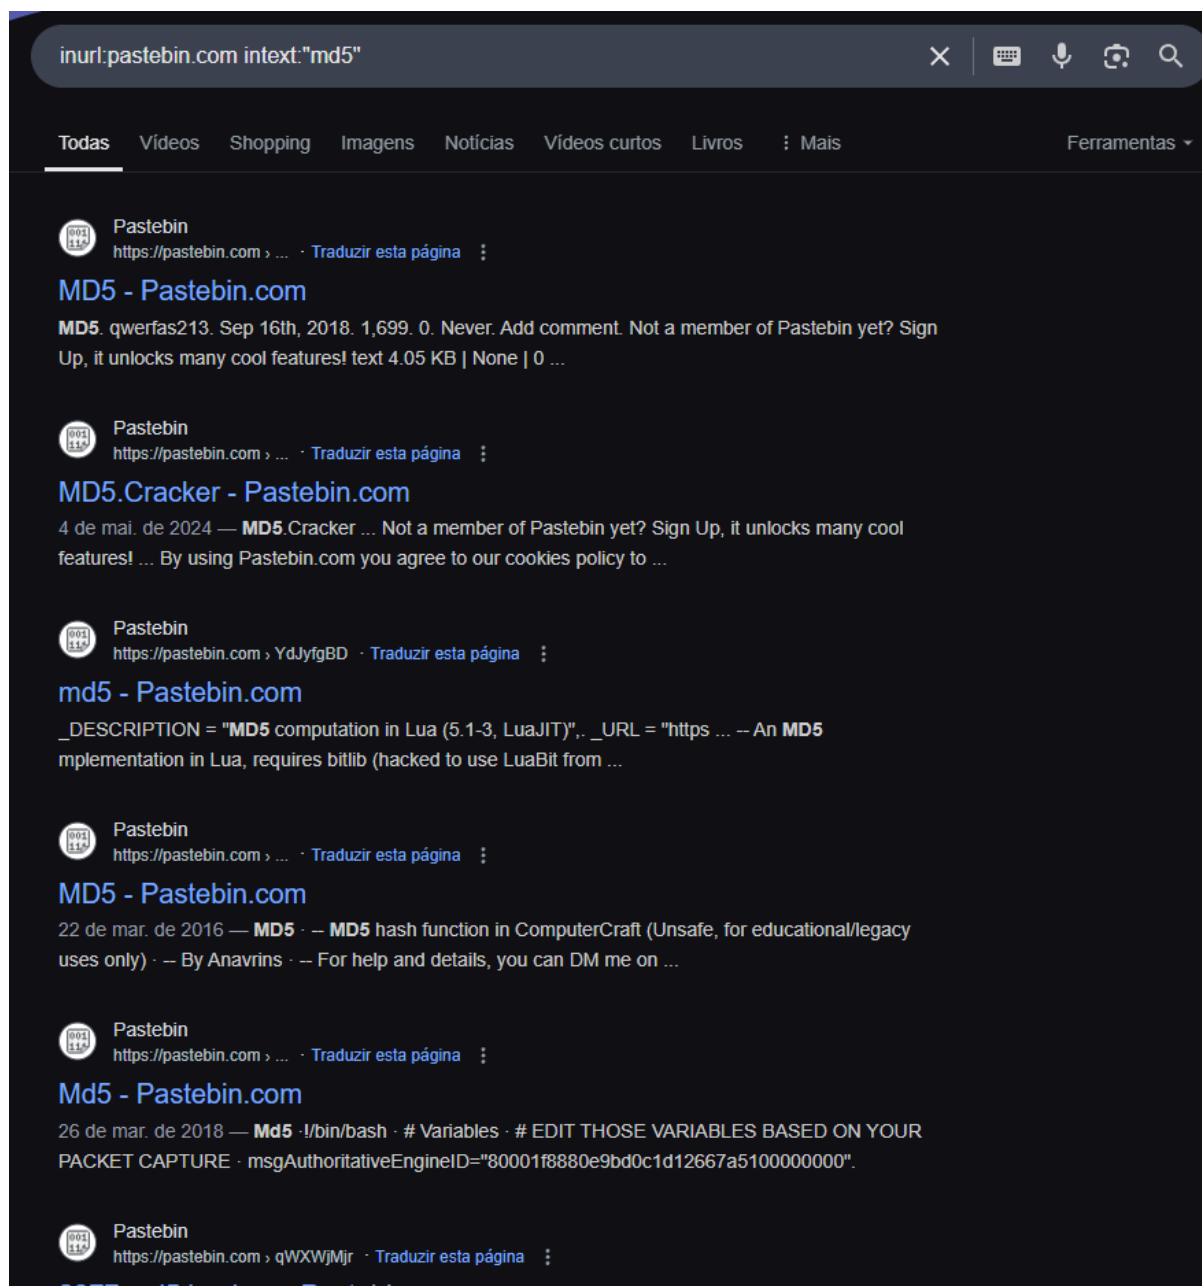 inurl:pastebin.com intext:"md5"
Todas Vídeos Shopping Imagens Notícias Vídeos curtos Livros Mais Ferramentas
Pastebin
https://pastebin.com › ... · Traduzir esta página
MD5 - Pastebin.com
MD5. qwerfas213. Sep 16th, 2018. 1,699. 0. Never. Add comment. Not a member of Pastebin yet? Sign
Up, it unlocks many cool features! text 4.05 KB | None | 0 ...
Pastebin
https://pastebin.com › ... · Traduzir esta página
MD5.Cracker - Pastebin.com
4 de mai. de 2024 — MD5.Cracker ... Not a member of Pastebin yet? Sign Up, it unlocks many cool
features! ... By using Pastebin.com you agree to our cookies policy to ...
Pastebin
https://pastebin.com › YdJyfgBD · Traduzir esta página
md5 - Pastebin.com
_DESCRIPTION = "MD5 computation in Lua (5.1-3, LuaJIT)",. _URL = "https ... -- An MD5
mplementation in Lua, requires bitlib (hacked to use LuaBit from ...
Pastebin
https://pastebin.com › ... · Traduzir esta página
MD5 - Pastebin.com
22 de mar. de 2016 — MD5 · -- MD5 hash function in ComputerCraft (Unsafe, for educational/legacy
uses only) · -- By Anavrins · -- For help and details, you can DM me on ...
Pastebin
https://pastebin.com › ... · Traduzir esta página
Md5 - Pastebin.com
26 de mar. de 2018 — Md5 ·!/bin/bash · # Variables · # EDIT THOSE VARIABLES BASED ON YOUR
PACKET CAPTURE · msgAuthoritativeEngineID="80001f8880e9bd0c1d12667a5100000000".
Pastebin
https://pastebin.com › qWXWjMjr · Traduzir esta página